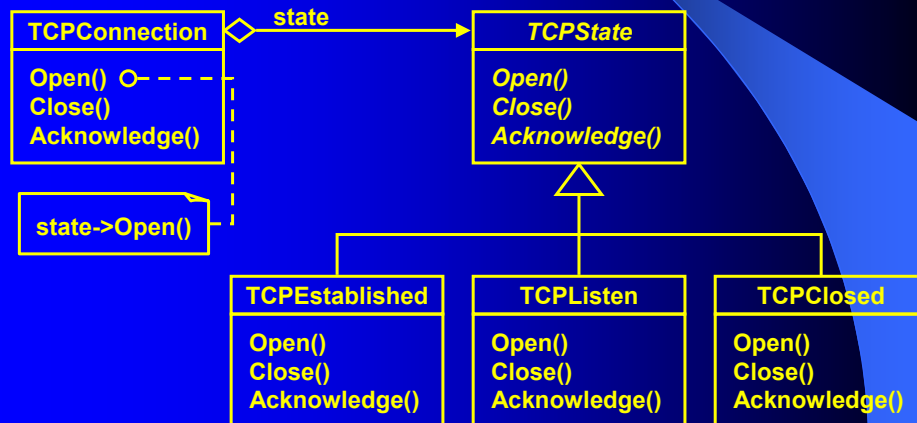 TCPConnection
state
TCPState
Open()
Close()
Acknowledge()
Open()
Close()
Acknowledge()
state->Open()
TCPEstablished
Open()
Close()
Acknowledge()
TCPListen
Open()
Close()
Acknowledge()
TCPClosed
Open()
Close()
Acknowledge()